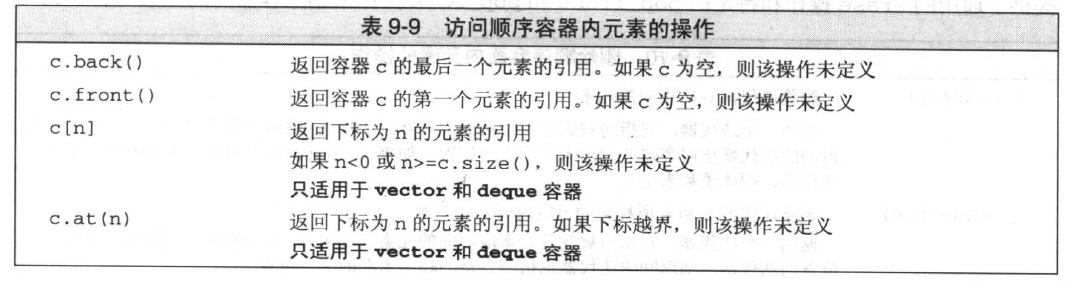 表 9-9 访问顺序容器内元素的操作
c.back() 返回容器 c 的最后一个元素的引用。如果 c 为空，则该操作未定义
c.front() 返回容器 c 的第一个元素的引用。如果 c 为空，则该操作未定义
c[n] 返回下标为 n 的元素的引用
如果 n<0 或 n>=c.size()，则该操作未定义
只适用于 vector 和 deque 容器
c.at(n) 返回下标为 n 的元素的引用。如果下标越界，则该操作未定义
只适用于 vector 和 deque 容器